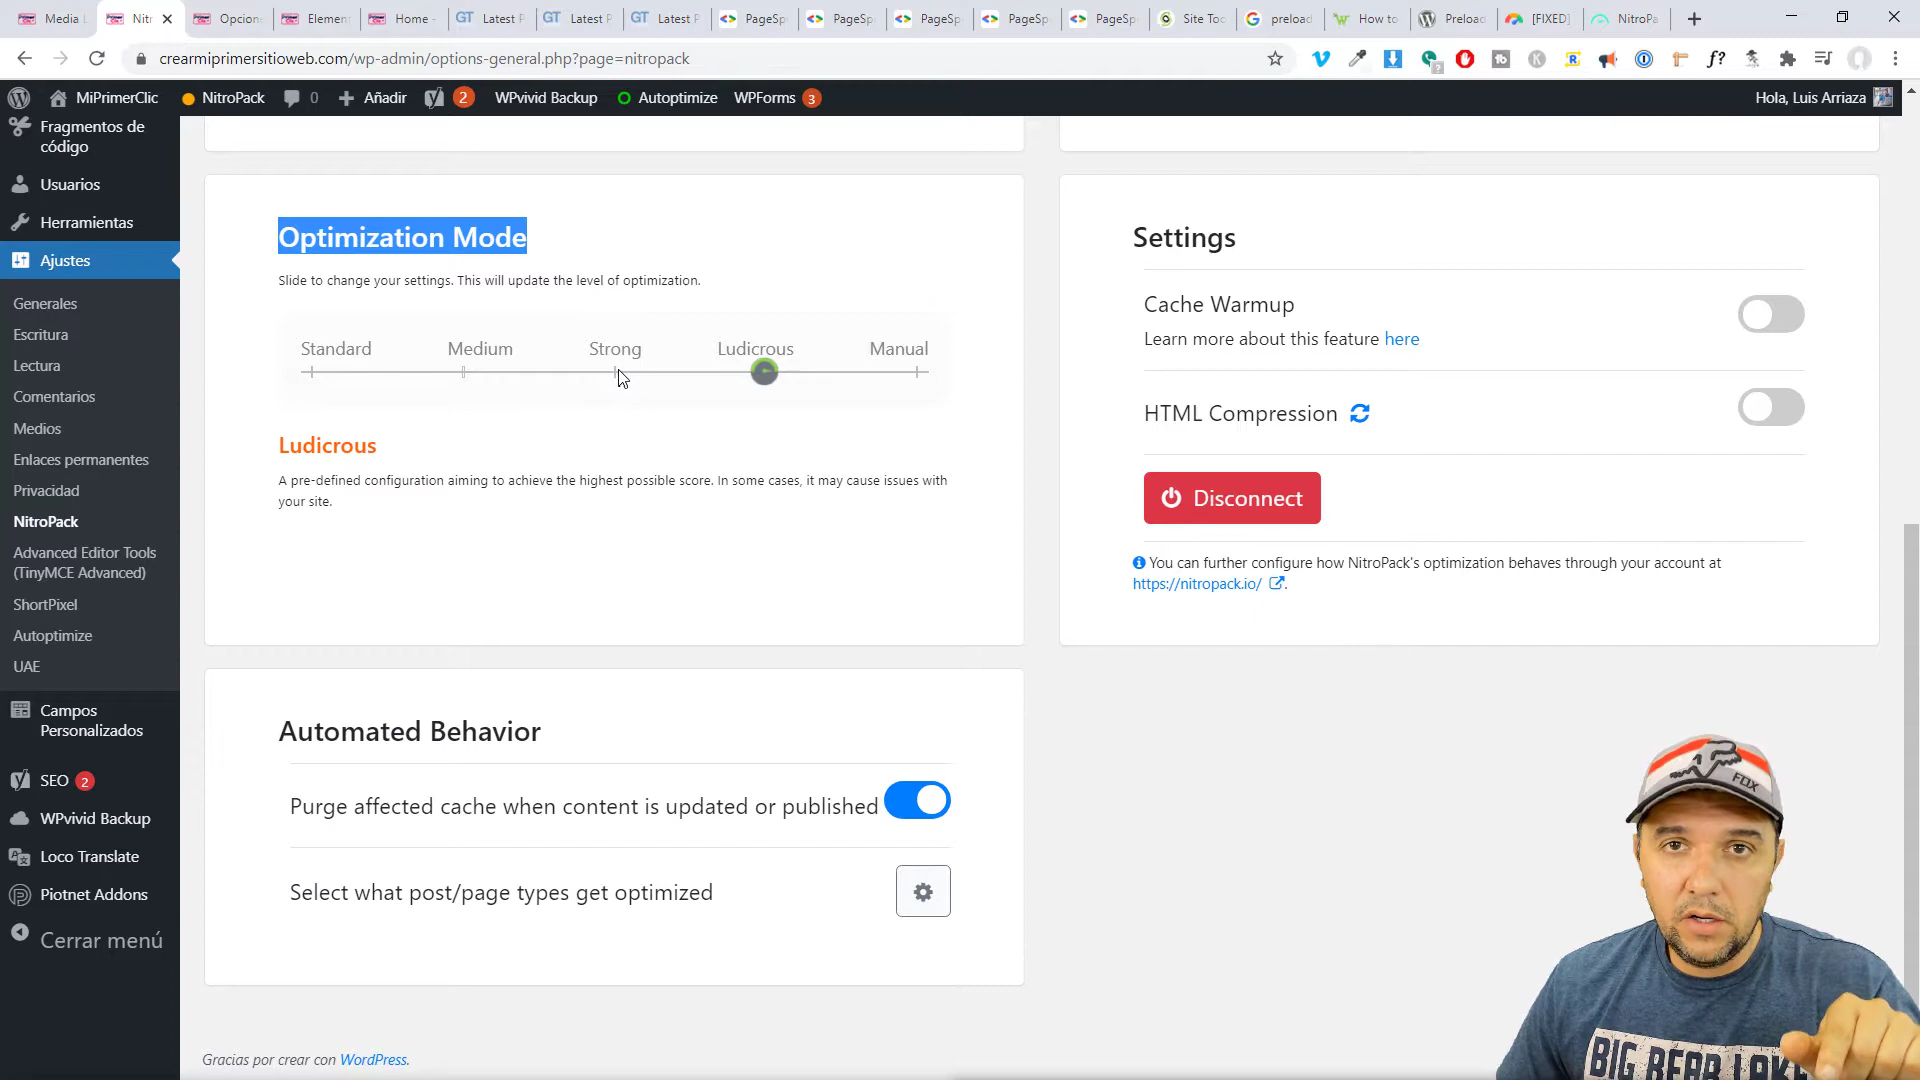 Media L
Nitr
Opcione
Element
Home -
GT Latest P
GT Latest P
GT Latest P
PageSp
PageSp
PageSp
PageSp
PageSp
Site Too
preload
How to
Preload
[FIXED]
NitroPa
crearmiprimersitioweb.com/wp-admin/options-general.php?page=nitropack
MiPrimerClic
NitroPack
0
Añadir
2
WPvivid Backup
Autoptimize
WPForms 3
Hola, Luis Arriaza
Fragmentos de
código
Usuarios
Herramientas
Ajustes
Generales
Escritura
Lectura
Comentarios
Medios
Enlaces permanentes
Privacidad
NitroPack
Advanced Editor Tools
(TinyMCE Advanced)
ShortPixel
Autoptimize
UAE
Campos
Personalizados
SEO 2
WPvivid Backup
Loco Translate
Piotnet Addons
Cerrar menú
Optimization Mode
Slide to change your settings. This will update the level of optimization.
Standard Medium Strong Ludicrous Manual
Ludicrous
A pre-defined configuration aiming to achieve the highest possible score. In some cases, it may cause issues with
your site.
Settings
Cache Warmup
Learn more about this feature here
HTML Compression
Disconnect
You can further configure how NitroPack's optimization behaves through your account at
https://nitropack.io/ .
Automated Behavior
Purge affected cache when content is updated or published
Select what post/page types get optimized
Gracias por crear con WordPress.
FOX
BIG BEAR LAKE